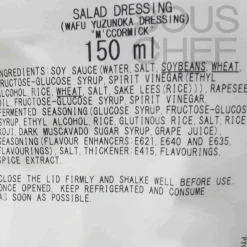 SALAD DRESSING
(WAFU YUZUNOKA DRESSING)
"M'CCORMICK"
150 ml
INGREDIENTS: SOY SAUCE (WATER, SALT, SOYBEANS, WHEAT,
FRUCTOSE-GLUCOSE SYRUP, SPIRIT VINEGAR (ETHYL
ALCOHOL, RICE, WHEAT, SALT, SAKE LEES (RICE))), RAPESEED
OIL, FRUCTOSE-GLUCOSE SYRUP, SPIRIT VINEGAR,
FERMENTED SEASONING (GLUCOSE SYRUP, FRUCTOSE-GLUCOSE
SYRUP, ETHYL ALCOHOL, RICE, GLUTINOUS RICE, SALT, RICE
KOJI, DARK MUSCAVADO SUGAR SYRUP, GRAPE JUICE),
SEASONING (FLAVOUR ENHANCERS E621, E640 AND E635,
FLAVOURINGS), SALT, THICKENER E415, FLAVOURINGS,
SPICE EXTRACT.
CLOSE THE LID FIRMLY AND SHALKE WELL BEFORE USE.
ONCE OPENED, KEEP REFRIGERATED AND CONSUME
AS SOON AS POSSIBLE.